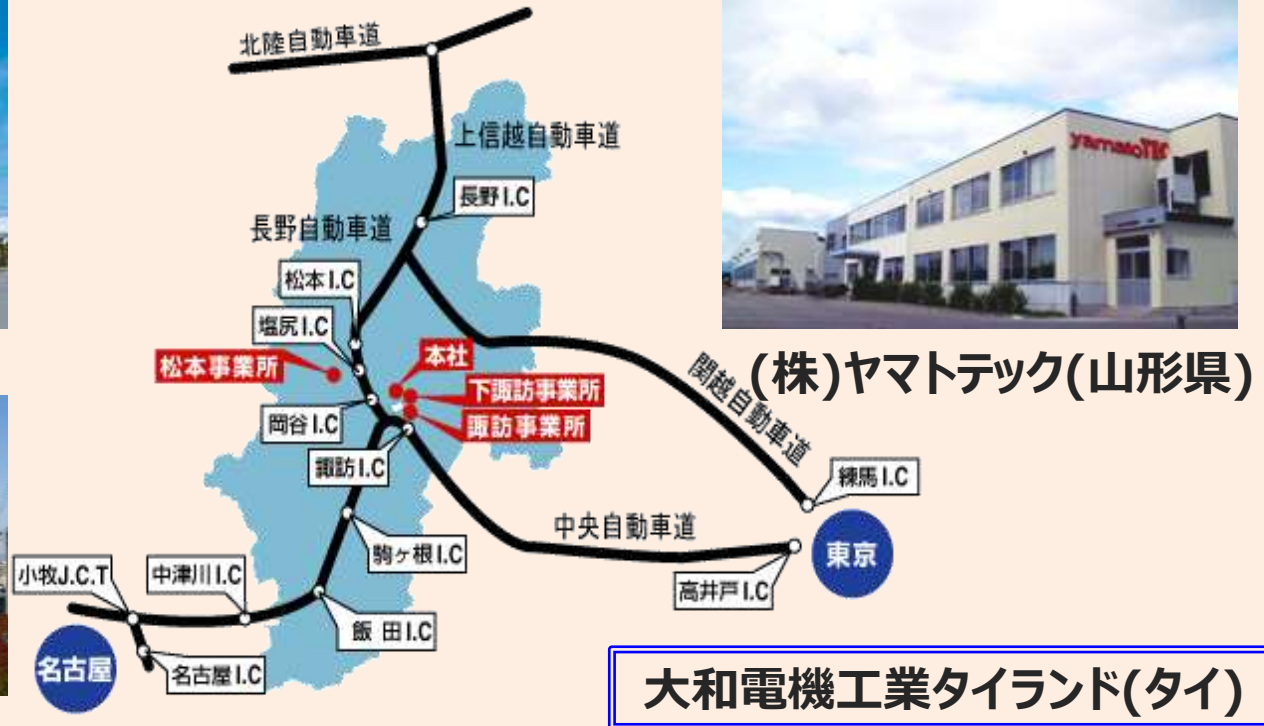 北陸自動車道
上信越自動車道
長野I.C
長野自動車道
松本I.C
塩尻I.C
松本事業所
本社
下諏訪事業所
諏訪事業所
岡谷I.C
諏訪I.C
関越自動車道
練馬I.C
中央自動車道
東京
高井戸I.C
駒ヶ根I.C
小牧J.C.T
中津川I.C
飯田I.C
名古屋
名古屋I.C
yamato
(株)ヤマトテック(山形県)
大和電機工業タイランド(タイ)